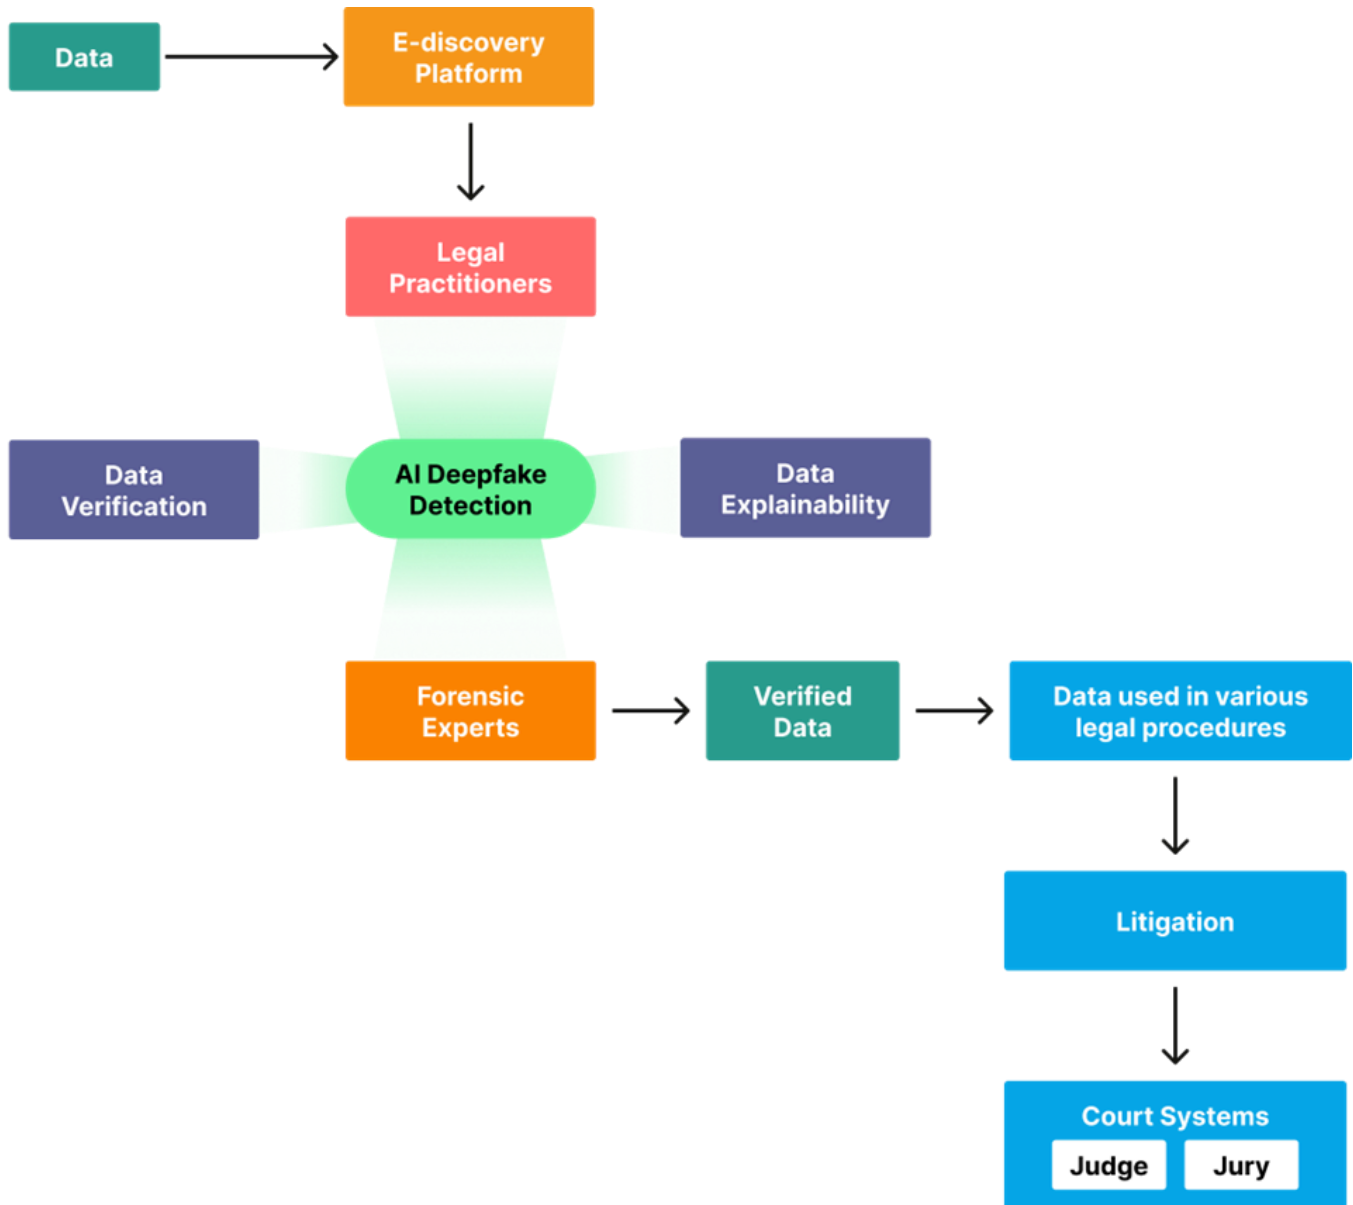 Data
E-discovery
Platform
Legal
Practitioners
Data
Verification
AI Deepfake
Detection
Data
Explainability
Forensic
Experts
Verified
Data
Data used in various
legal procedures
Litigation
Court Systems
Judge
Jury